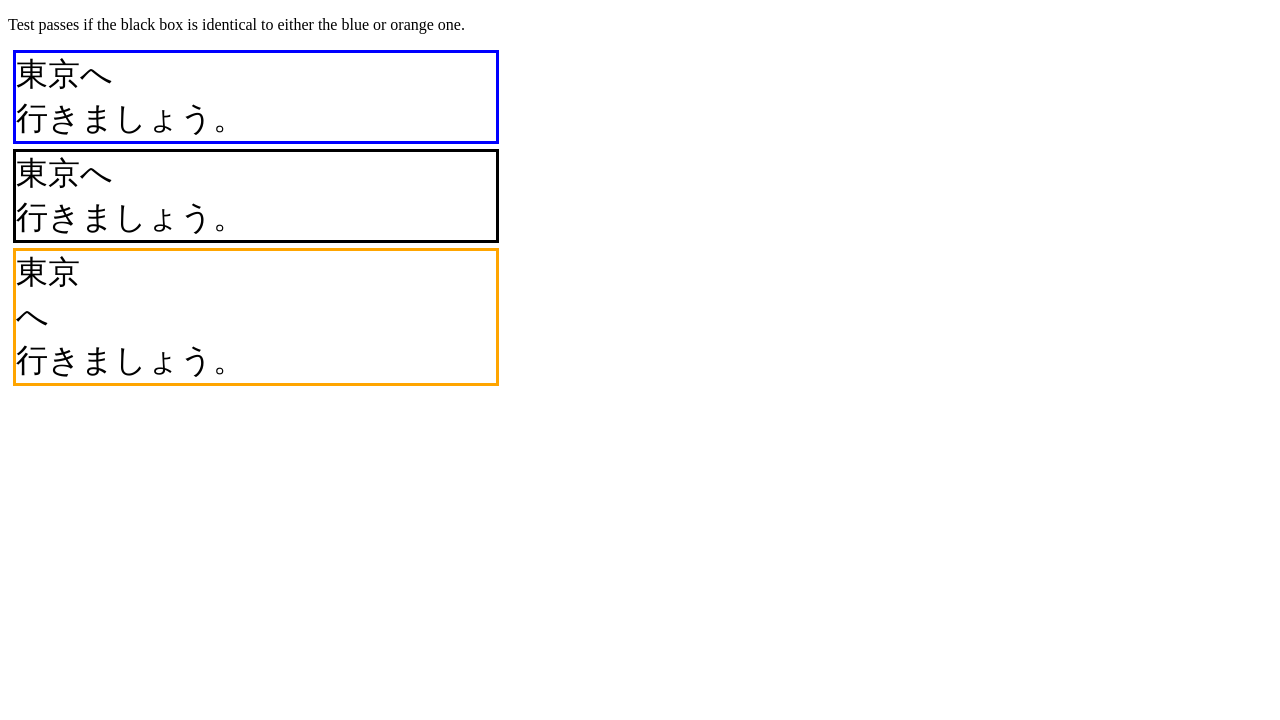 Test passes if the black box is identical to either the blue or orange one.
東京へ
行きましょう。
東京へ
行きましょう。
東京
へ
行きましょう。